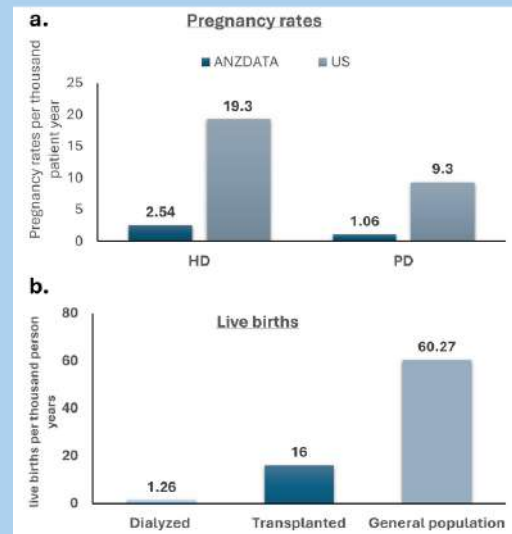 a.
Pregnancy rates
ANZDATA US
Pregnancy rates per thousand
patient year
25
20
15
10
5
0
2.54
19.3
1.06
9.3
HD PD
b.
Live births
live births per thousand person
years
80
60
40
20
0
1.26
16
60.27
Dialyzed Transplanted General population